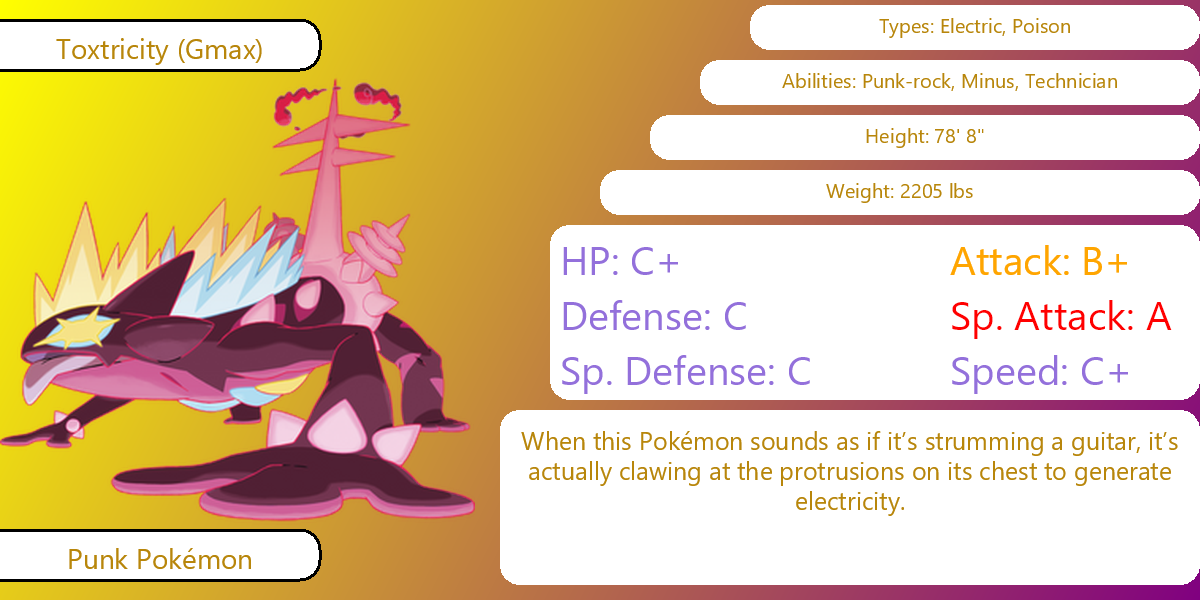 Toxtricity (Gmax)
Types: Electric, Poison
Abilities: Punk-rock, Minus, Technician
Height: 78' 8"
Weight: 2205 lbs
HP: C+
Attack: B+
Defense: C
Sp. Attack: A
Sp. Defense: C
Speed: C+
When this Pokémon sounds as if it’s strumming a guitar, it’s
actually clawing at the protrusions on its chest to generate
electricity.
Punk Pokémon